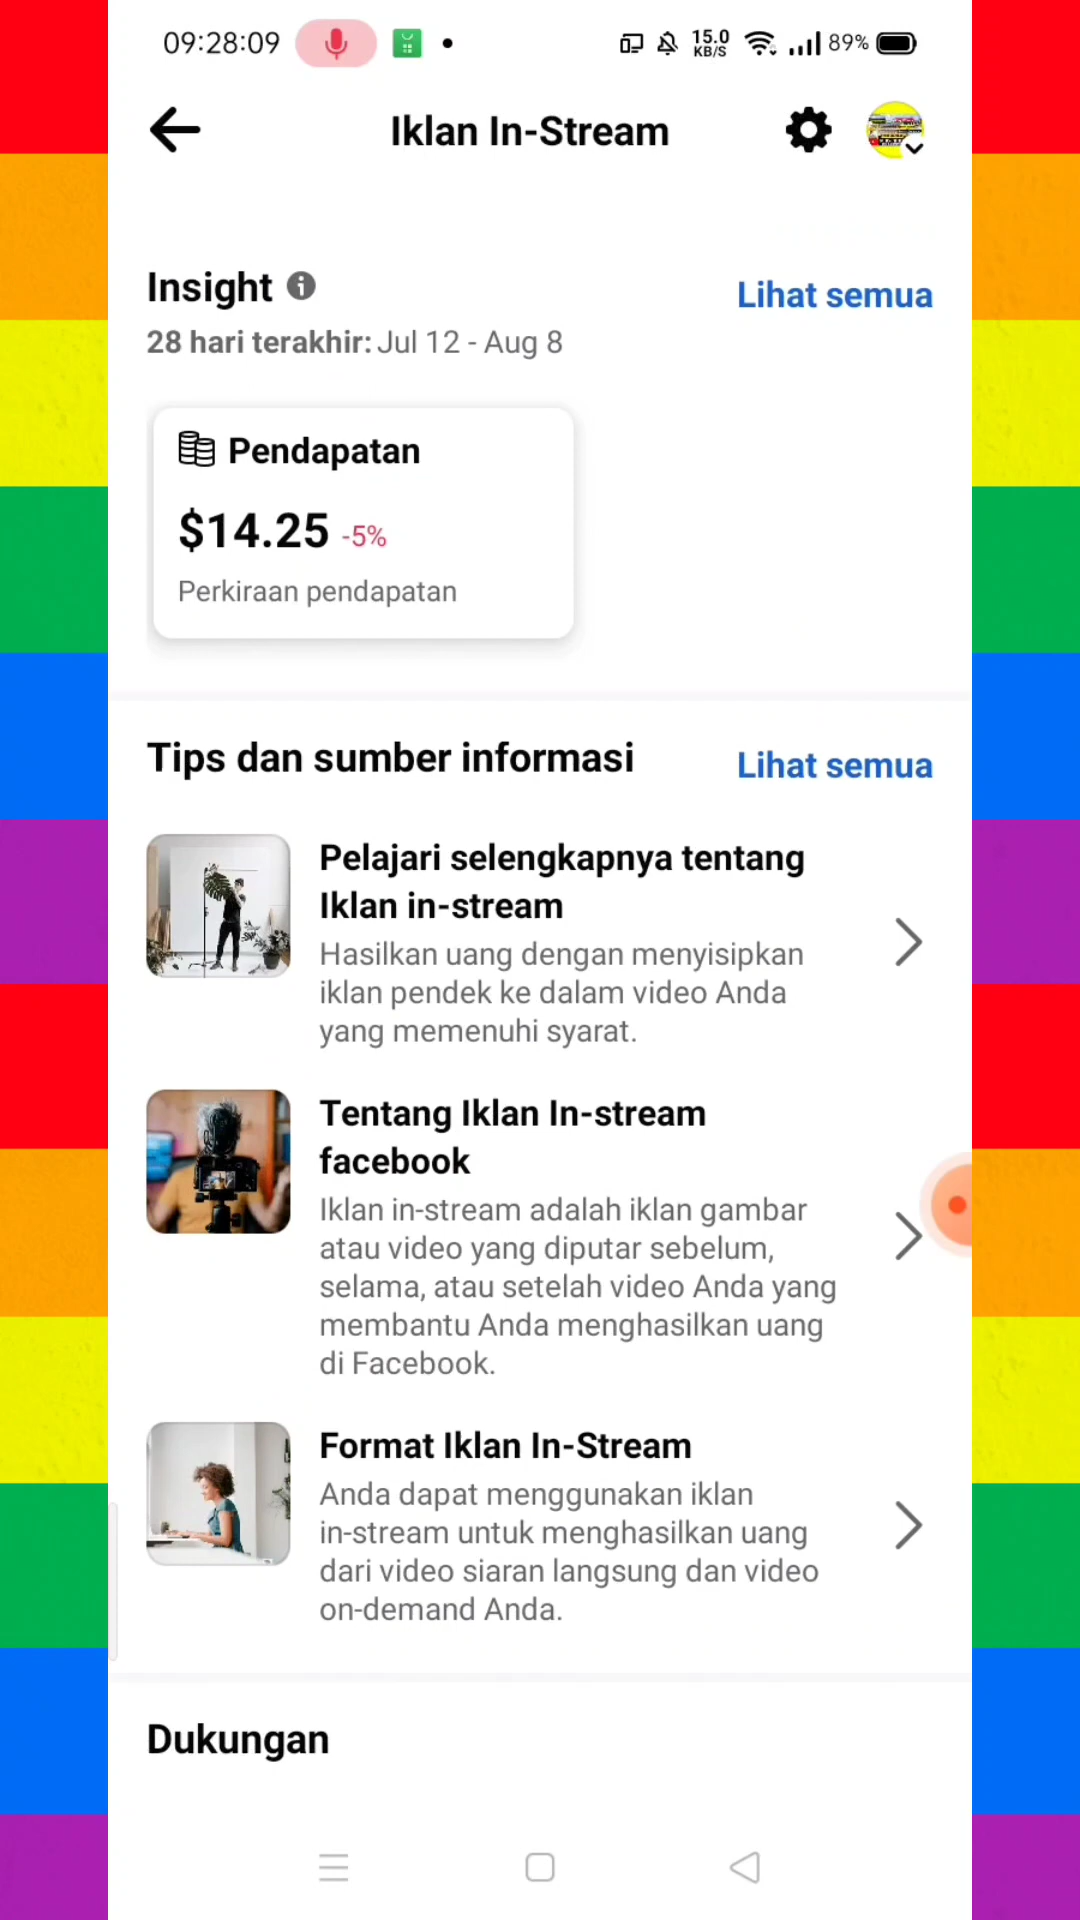 09:28:09
15.0
KB/S
89%
Iklan In-Stream
Insight
Lihat semua
28 hari terakhir: Jul 12 - Aug 8
Pendapatan
$14.25 -5%
Perkiraan pendapatan
Tips dan sumber informasi
Lihat semua
Pelajari selengkapnya tentang
Iklan in-stream
Hasilkan uang dengan menyisipkan
iklan pendek ke dalam video Anda
yang memenuhi syarat.
Tentang Iklan In-stream
facebook
Iklan in-stream adalah iklan gambar
atau video yang diputar sebelum,
selama, atau setelah video Anda yang
membantu Anda menghasilkan uang
di Facebook.
Format Iklan In-Stream
Anda dapat menggunakan iklan
in-stream untuk menghasilkan uang
dari video siaran langsung dan video
on-demand Anda.
Dukungan